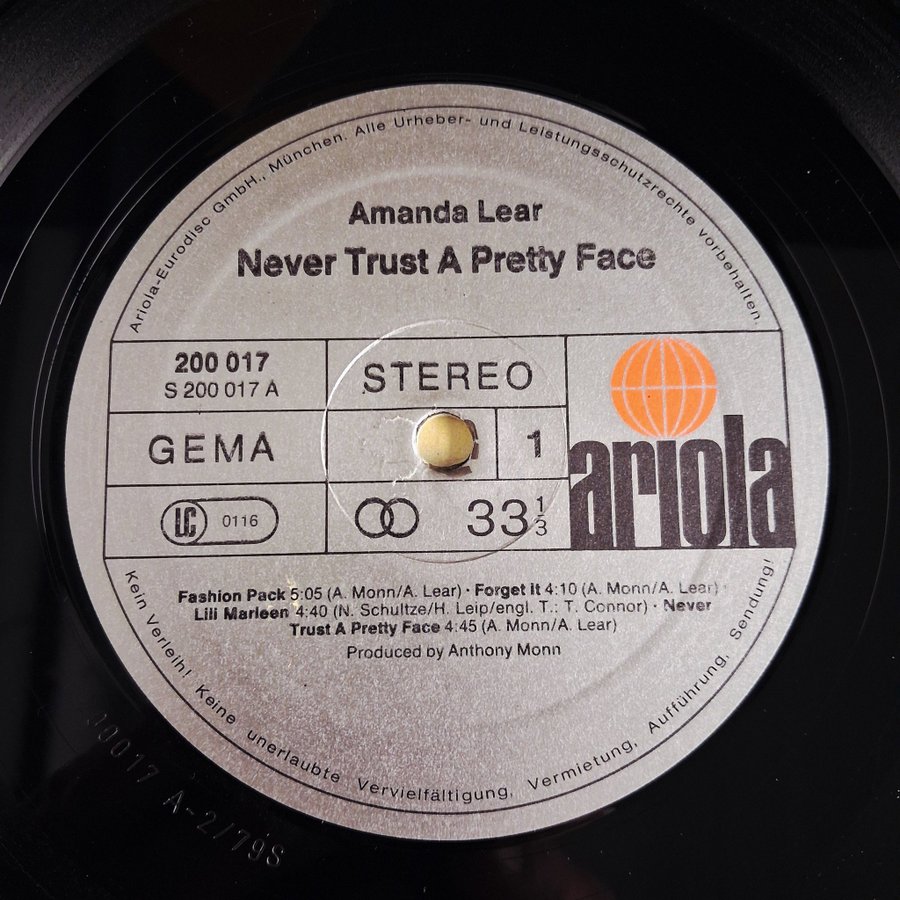 Ariola-Eurodisc GmbH., München. Alle Urheber- und Leistungsschutzrechte vorbehalten.
Amanda Lear
Never Trust A Pretty Face
200 017
S 200 017 A
STEREO
GEMA
1
LC 0116
33 1/3
ariola
Fashion Pack 5:05 (A. Monn/A. Lear) · Forget it 4:10 (A. Monn/A. Lear) ·
Lili Marleen 4:40 (N. Schultze/H. Leip/engl. T.: T. Connor) · Never
Trust A Pretty Face 4:45 (A. Monn/A. Lear)
Produced by Anthony Monn
Kein Verleih! Keine unerlaubte Vervielfältigung, Vermietung, Aufführung, Sendung!
A-2/79S